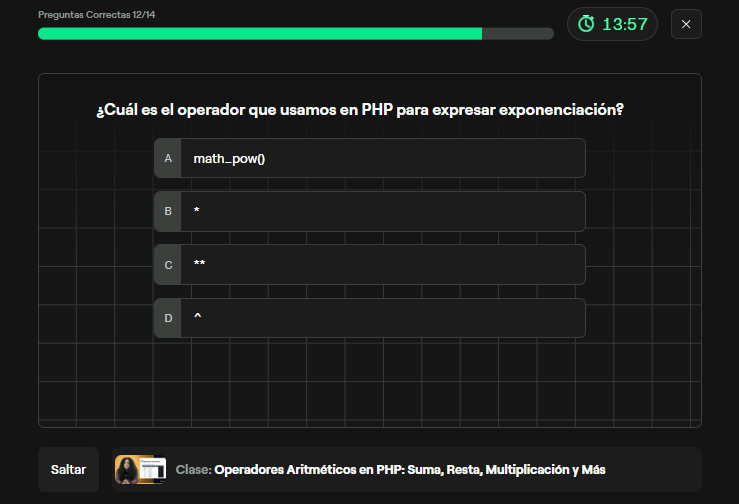 Preguntas Correctas 12/14
13:57
¿Cuál es el operador que usamos en PHP para expresar exponenciación?
A math_pow()
B *
C **
D ^
Saltar
Clase: Operadores Aritméticos en PHP: Suma, Resta, Multiplicación y Más